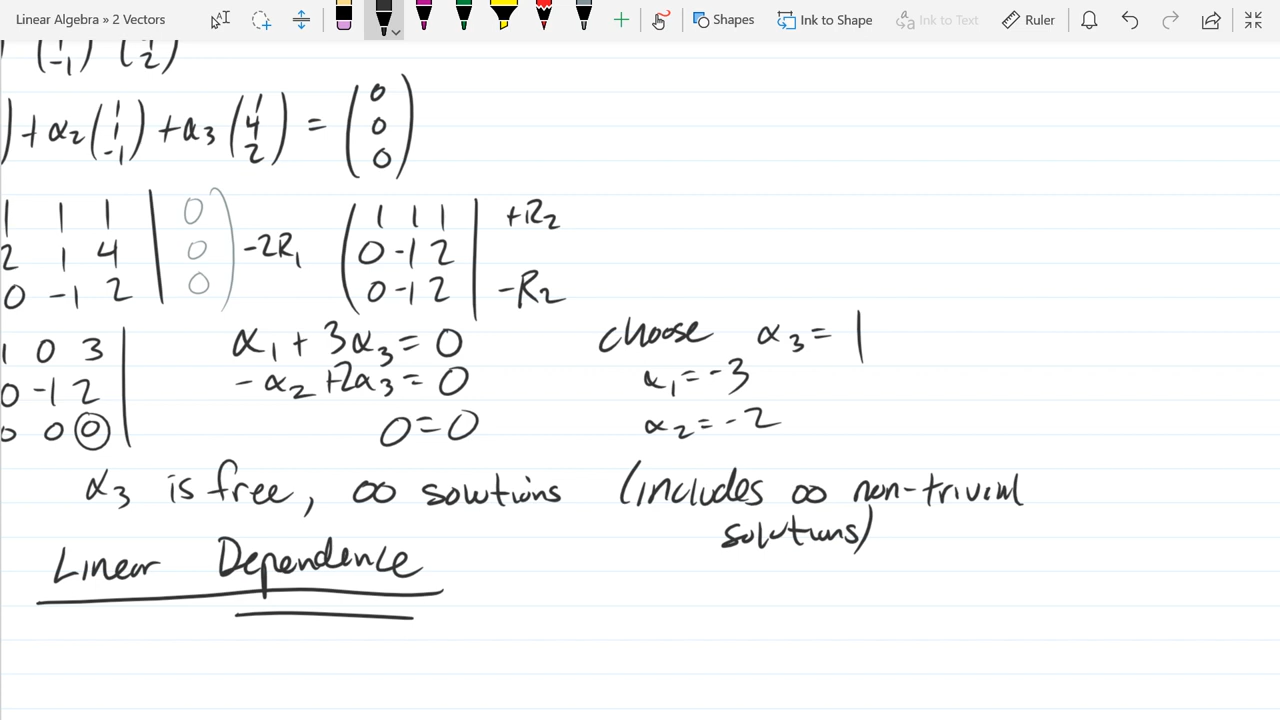 Linear Algebra » 2 Vectors
Shapes
Ink to Shape
Ink to Text
Ruler
(1 -1) (4 2)
) + α2 (1 1 -1) + α3 (1 4 2) = (0 0 0)
1 1 1 | 0
2 1 4 | 0 -2R1
0 -1 2 | 0
(1 1 1 | +R2
0 -1 2
0 -1 2 | -R2
1 0 3 |
0 -1 2
0 0 0
α1 + 3α3 = 0
-α2 + 2α3 = 0
0 = 0
choose α3 = 1
α1 = -3
α2 = -2
α3 is free, ∞ solutions (includes ∞ non-trivial
solutions)
Linear Dependence